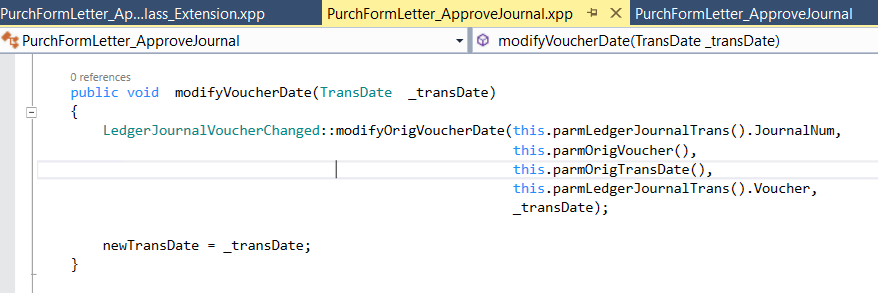 PurchFormLetter_Ap...lass_Extension.xpp PurchFormLetter_ApproveJournal.xpp PurchFormLetter_ApproveJournal
PurchFormLetter_ApproveJournal modifyVoucherDate(TransDate _transDate)
0 references
public void  modifyVoucherDate(TransDate  _transDate)
{
LedgerJournalVoucherChanged::modifyOrigVoucherDate(this.parmLedgerJournalTrans().JournalNum,
this.parmOrigVoucher(),
this.parmOrigTransDate(),
this.parmLedgerJournalTrans().Voucher,
_transDate);
newTransDate = _transDate;
}